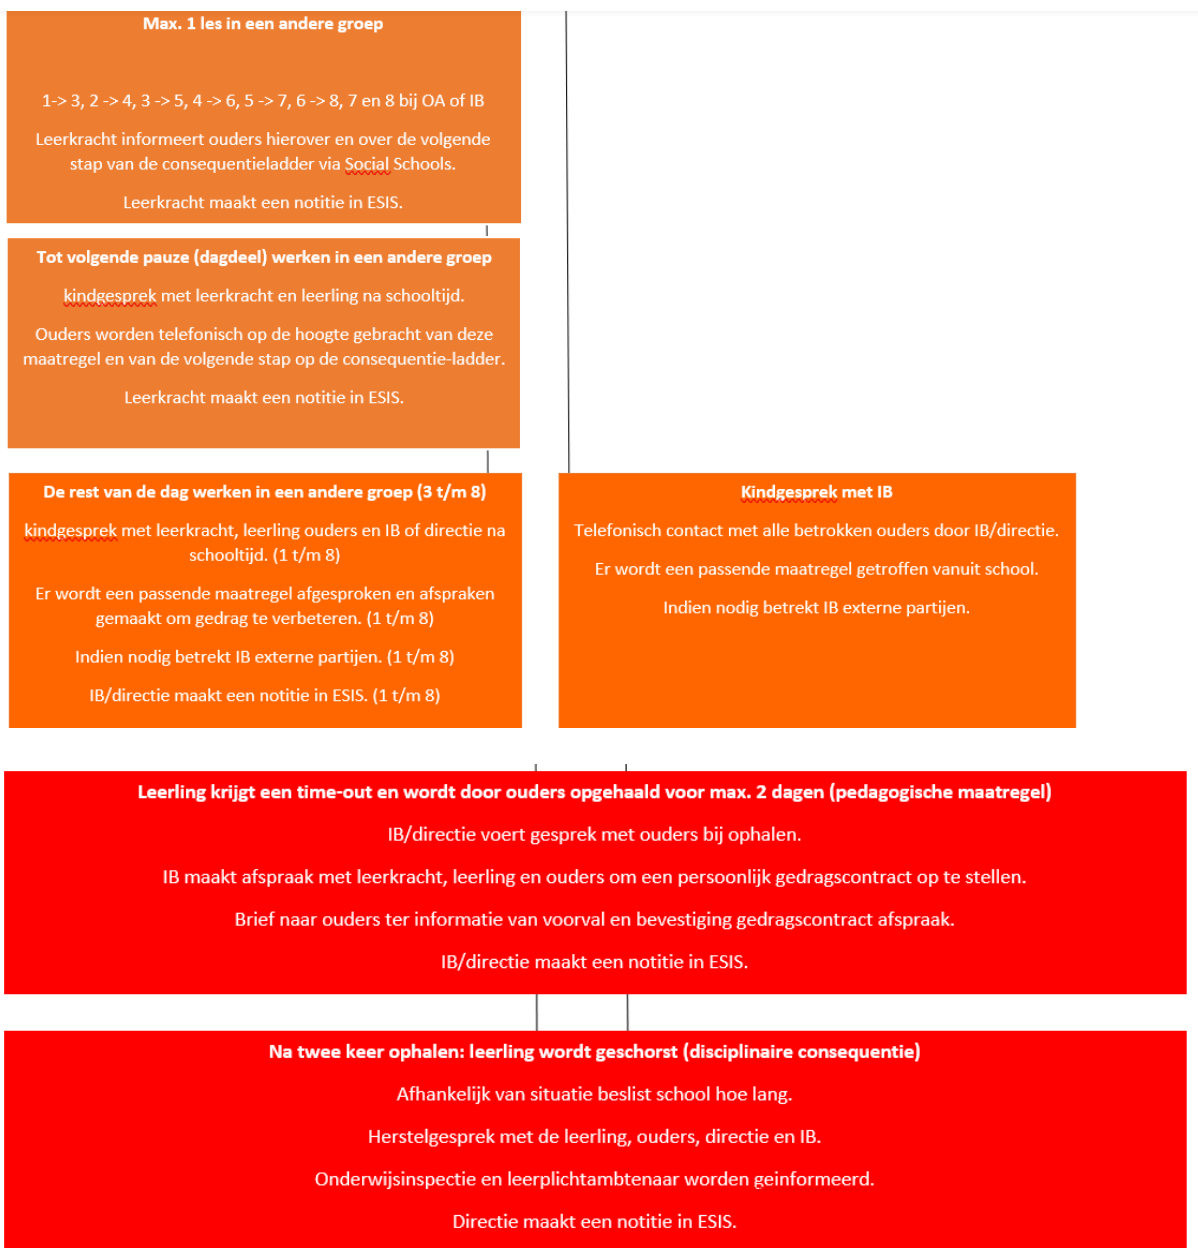 Max. 1 les in een andere groep
1-> 3, 2 -> 4, 3 -> 5, 4 -> 6, 5 -> 7, 6 -> 8, 7 en 8 bij OA of IB
Leerkracht informeert ouders hierover en over de volgende
stap van de consequentieladder via Social Schools.
Leerkracht maakt een notitie in ESIS.
Tot volgende pauze (dagdeel) werken in een andere groep
kindgesprek met leerkracht en leerling na schooltijd.
Ouders worden telefonisch op de hoogte gebracht van deze
maatregel en van de volgende stap op de consequentie-ladder.
Leerkracht maakt een notitie in ESIS.
De rest van de dag werken in een andere groep (3 t/m 8)
kindgesprek met leerkracht, leerling ouders en IB of directie na
schooltijd. (1 t/m 8)
Er wordt een passende maatregel afgesproken en afspraken
gemaakt om gedrag te verbeteren. (1 t/m 8)
Indien nodig betrekt IB externe partijen. (1 t/m 8)
IB/directie maakt een notitie in ESIS. (1 t/m 8)
Kindgesprek met IB
Telefonisch contact met alle betrokken ouders door IB/directie.
Er wordt een passende maatregel getroffen vanuit school.
Indien nodig betrekt IB externe partijen.
Leerling krijgt een time-out en wordt door ouders opgehaald voor max. 2 dagen (pedagogische maatregel)
IB/directie voert gesprek met ouders bij ophalen.
IB maakt afspraak met leerkracht, leerling en ouders om een persoonlijk gedragscontract op te stellen.
Brief naar ouders ter informatie van voorval en bevestiging gedragscontract afspraak.
IB/directie maakt een notitie in ESIS.
Na twee keer ophalen: leerling wordt geschorst (disciplinaire consequentie)
Afhankelijk van situatie beslist school hoe lang.
Herstelgesprek met de leerling, ouders, directie en IB.
Onderwijsinspectie en leerplichtambtenaar worden geinformeerd.
Directie maakt een notitie in ESIS.